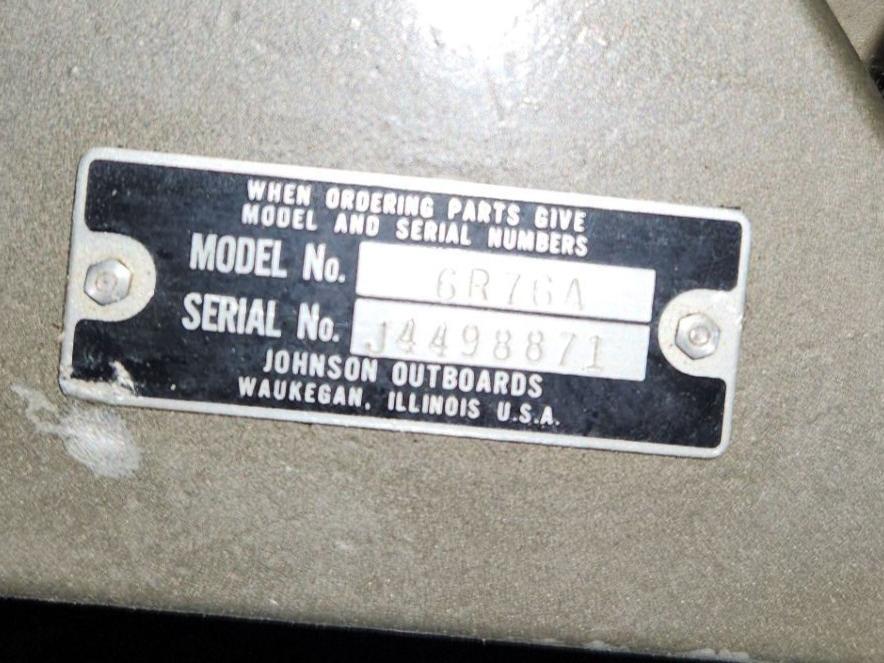 WHEN ORDERING PARTS GIVE
MODEL AND SERIAL NUMBERS
MODEL No. 6R76A
SERIAL No. J4498871
JOHNSON OUTBOARDS
WAUKEGAN, ILLINOIS U.S.A.